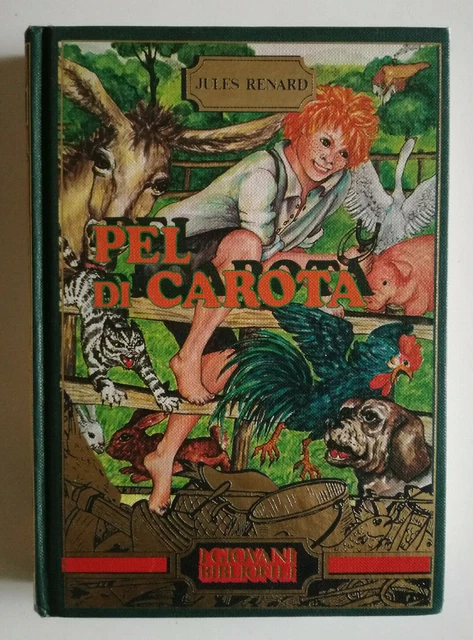 JULES RENARD
PEL
DI CAROTA
I GIOVANI
BIBLIOFILI